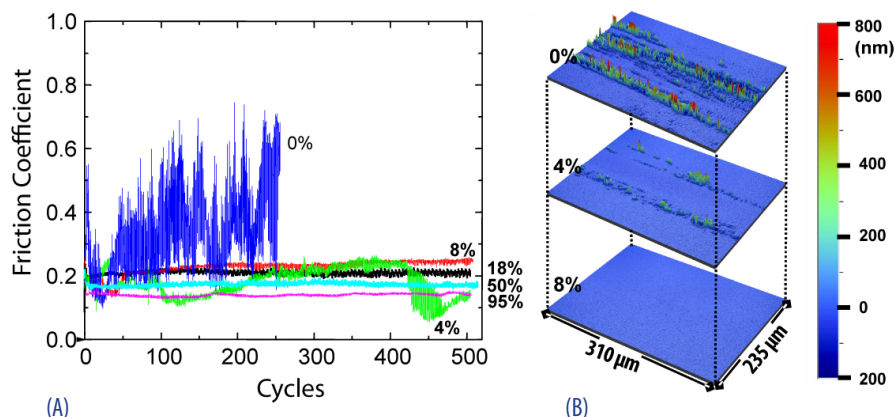 1.0
0.8
0.6
0.4
0.2
0.0
Friction Coefficient
0 100 200 300 400 500
Cycles
0%
8%
18%
50%
95%
4%
(A)
0%
4%
8%
310 µm
235 µm
(B)
800
(nm)
600
400
200
0
200